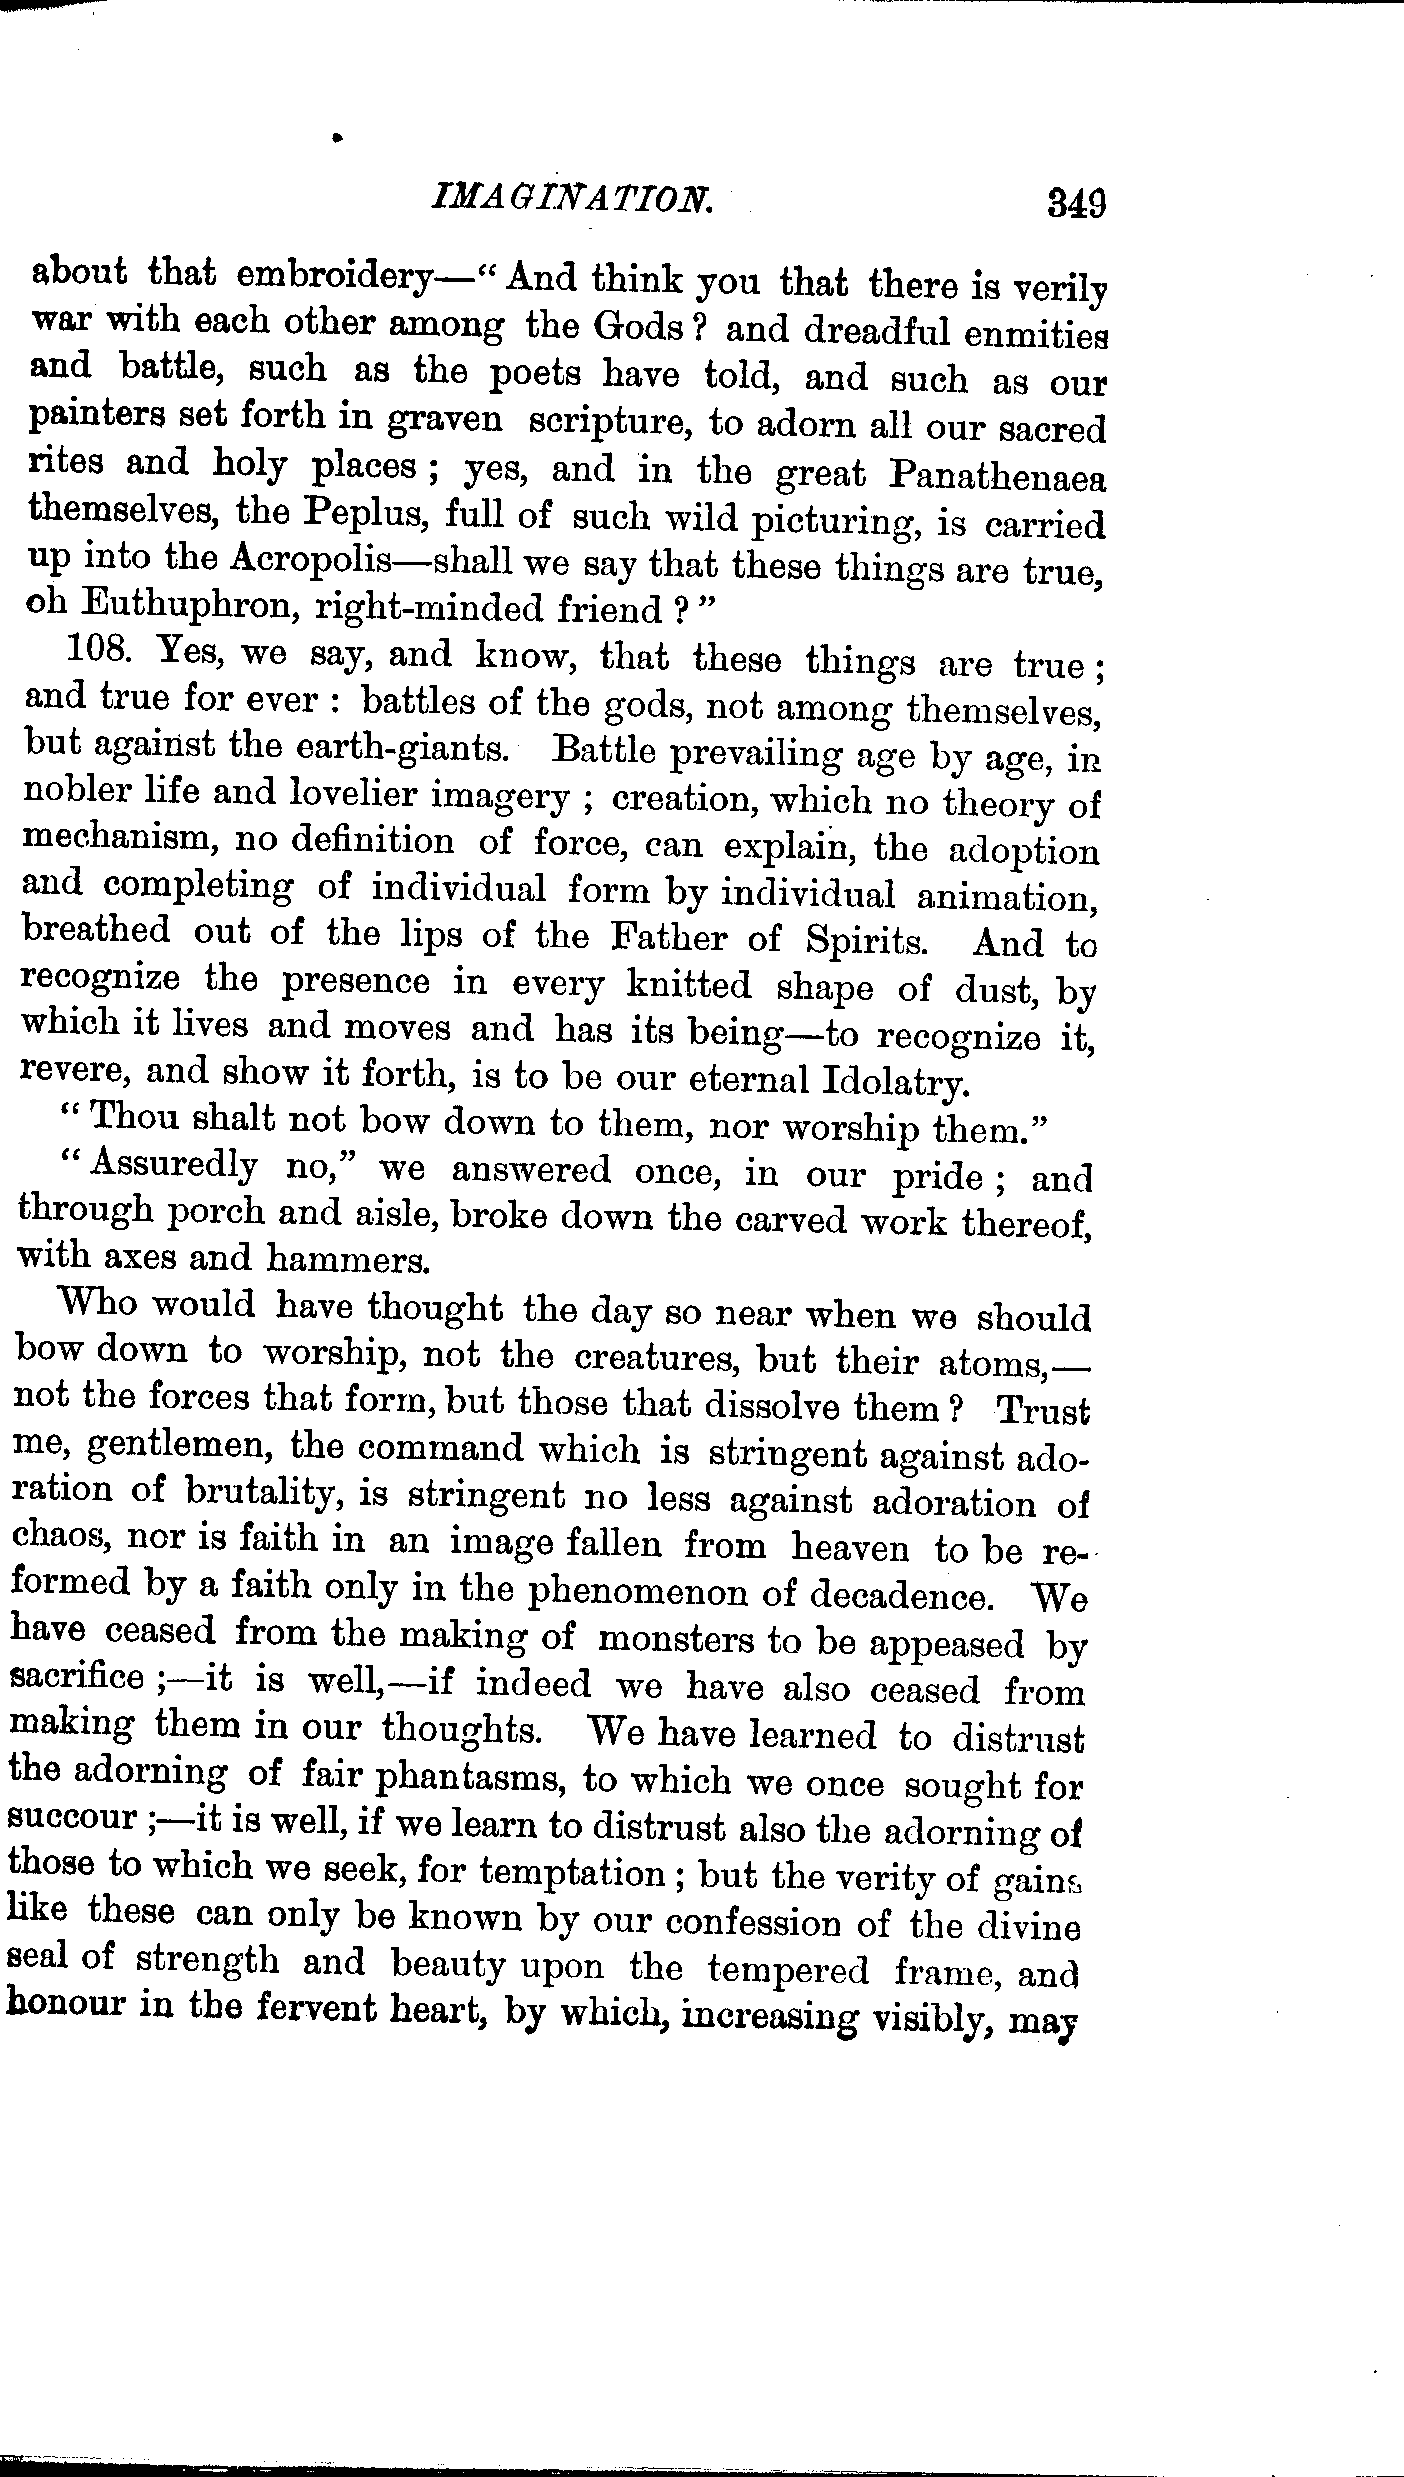 IMAGINATION. 349
about that embroidery—“ And think you that there is verily
war with each other among the Gods ? and dreadful enmities
and battle, such as the poets have told, and such as our
painters set forth in graven scripture, to adorn all our sacred
rites and holy places ; yes, and in the great Panathenaea
themselves, the Peplus, full of such wild picturing, is carried
up into the Acropolis—shall we say that these things are true,
oh Euthuphron, right-minded friend ? ”
108. Yes, we say, and know, that these things are true ;
and true for ever : battles of the gods, not among themselves,
but against the earth-giants. Battle prevailing age by age, in
nobler life and lovelier imagery ; creation, which no theory of
mechanism, no definition of force, can explain, the adoption
and completing of individual form by individual animation,
breathed out of the lips of the Father of Spirits. And to
recognize the presence in every knitted shape of dust, by
which it lives and moves and has its being—to recognize it,
revere, and show it forth, is to be our eternal Idolatry.
“ Thou shalt not bow down to them, nor worship them.”
“ Assuredly no,” we answered once, in our pride ; and
through porch and aisle, broke down the carved work thereof,
with axes and hammers.
Who would have thought the day so near when we should
bow down to worship, not the creatures, but their atoms,—
not the forces that form, but those that dissolve them ? Trust
me, gentlemen, the command which is stringent against ado-
ration of brutality, is stringent no less against adoration of
chaos, nor is faith in an image fallen from heaven to be re-
formed by a faith only in the phenomenon of decadence. We
have ceased from the making of monsters to be appeased by
sacrifice ;—it is well,—if indeed we have also ceased from
making them in our thoughts. We have learned to distrust
the adorning of fair phantasms, to which we once sought for
succour ;—it is well, if we learn to distrust also the adorning of
those to which we seek, for temptation ; but the verity of gains
like these can only be known by our confession of the divine
seal of strength and beauty upon the tempered frame, and
honour in the fervent heart, by which, increasing visibly, may